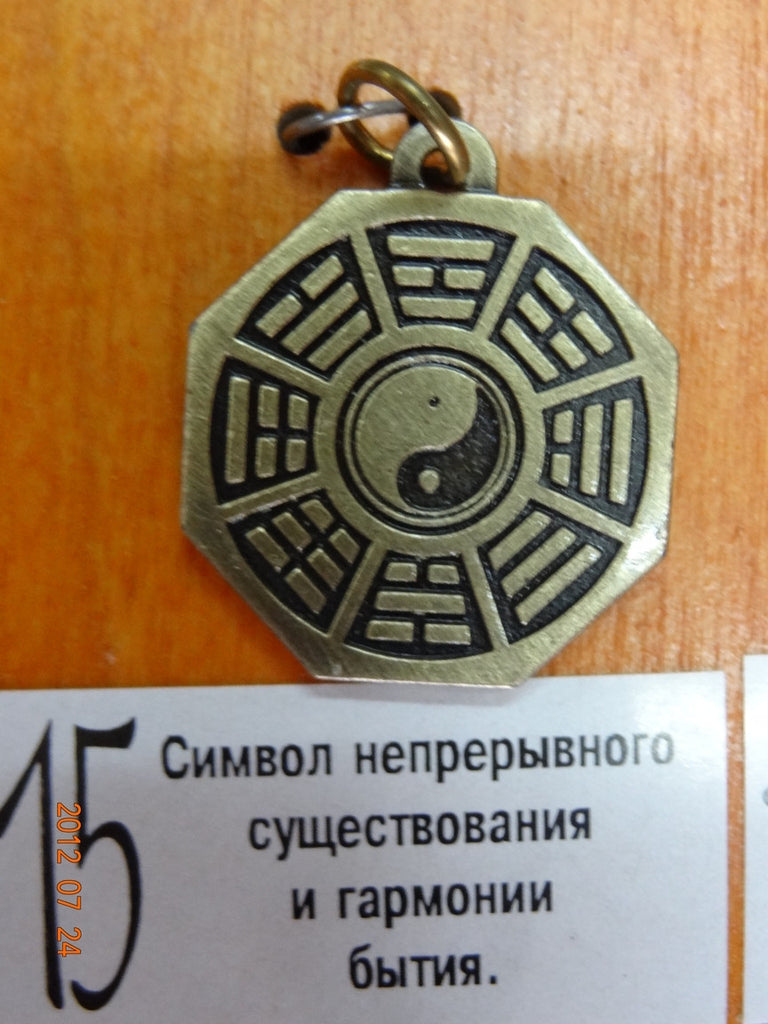 15
Символ непрерывного
существования
и гармонии
бытия.
2012 07 24